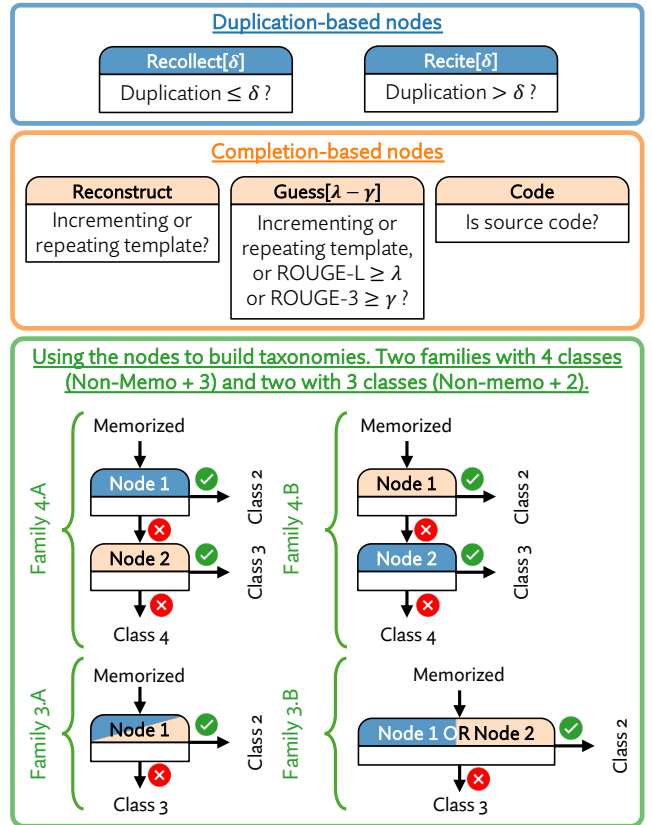 Duplication-based nodes
Recollect[δ]
Duplication ≤ δ ?
Recite[δ]
Duplication > δ ?
Completion-based nodes
Reconstruct
Incrementing or
repeating template?
Guess[λ − γ]
Incrementing or
repeating template,
or ROUGE-L ≥ λ
or ROUGE-3 ≥ γ ?
Code
Is source code?
Using the nodes to build taxonomies. Two families with 4 classes
(Non-Memo + 3) and two with 3 classes (Non-memo + 2).
Family 4.A
Memorized
Node 1
Class 2
Node 2
Class 3
Class 4
Family 4.B
Memorized
Node 1
Class 2
Node 2
Class 3
Class 4
Family 3.A
Memorized
Node 1
Class 2
Class 3
Family 3.B
Memorized
Node 1 OR Node 2
Class 2
Class 3